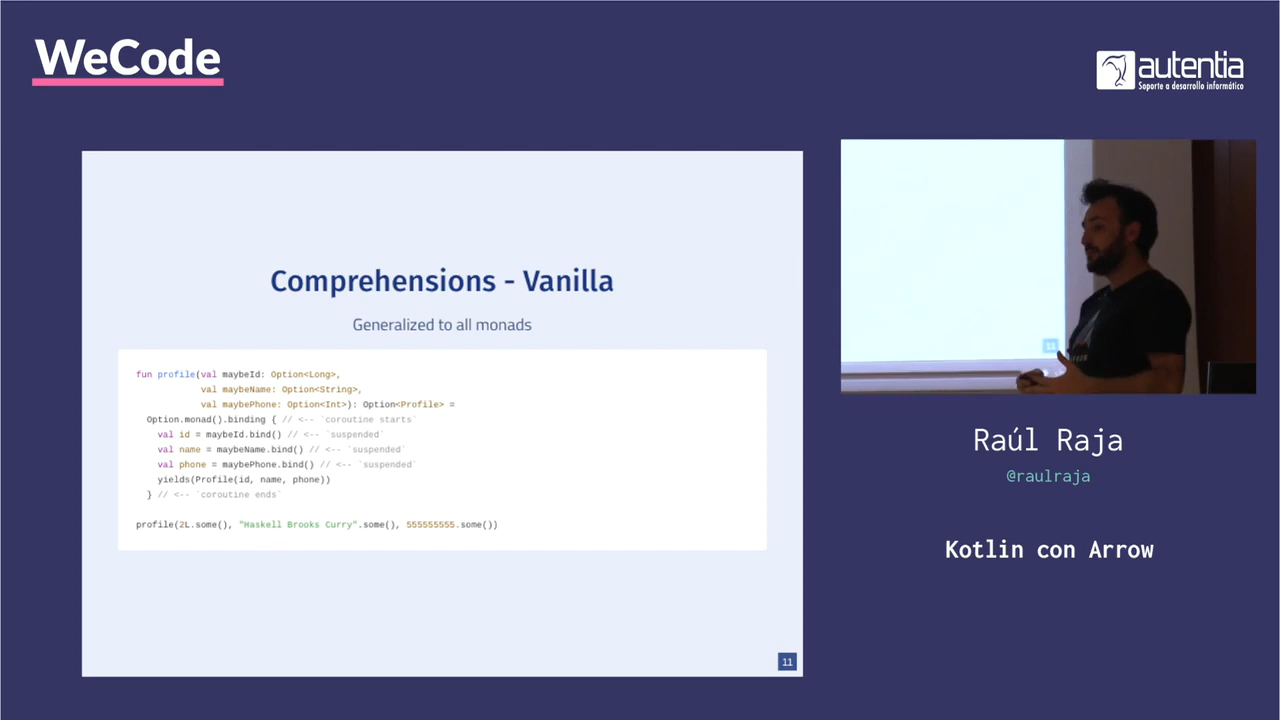 WeCode
autentia
Soporte a desarrollo informático
Comprehensions - Vanilla
Generalized to all monads
fun profile(val maybeId: Option<Long>,
            val maybeName: Option<String>,
            val maybePhone: Option<Int>): Option<Profile> =
  Option.monad().binding { // <-- `coroutine starts`
    val id = maybeId.bind() // <-- `suspended`
    val name = maybeName.bind() // <-- `suspended`
    val phone = maybePhone.bind() // <-- `suspended`
    yields(Profile(id, name, phone))
  } // <-- `coroutine ends`
profile(2L.some(), "Haskell Brooks Curry".some(), 555555555.some())
11
11
Raúl Raja
@raulraja
Kotlin con Arrow